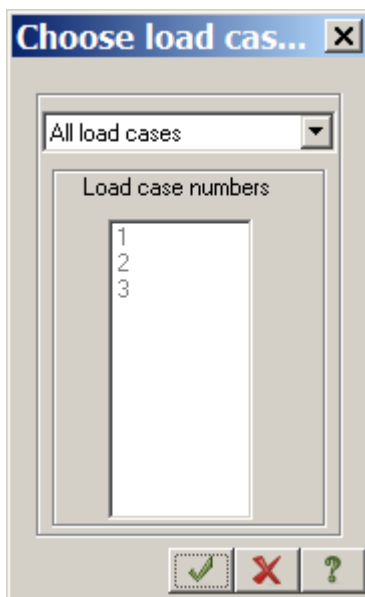 Choose load cas...
All load cases
Load case numbers
1
2
3